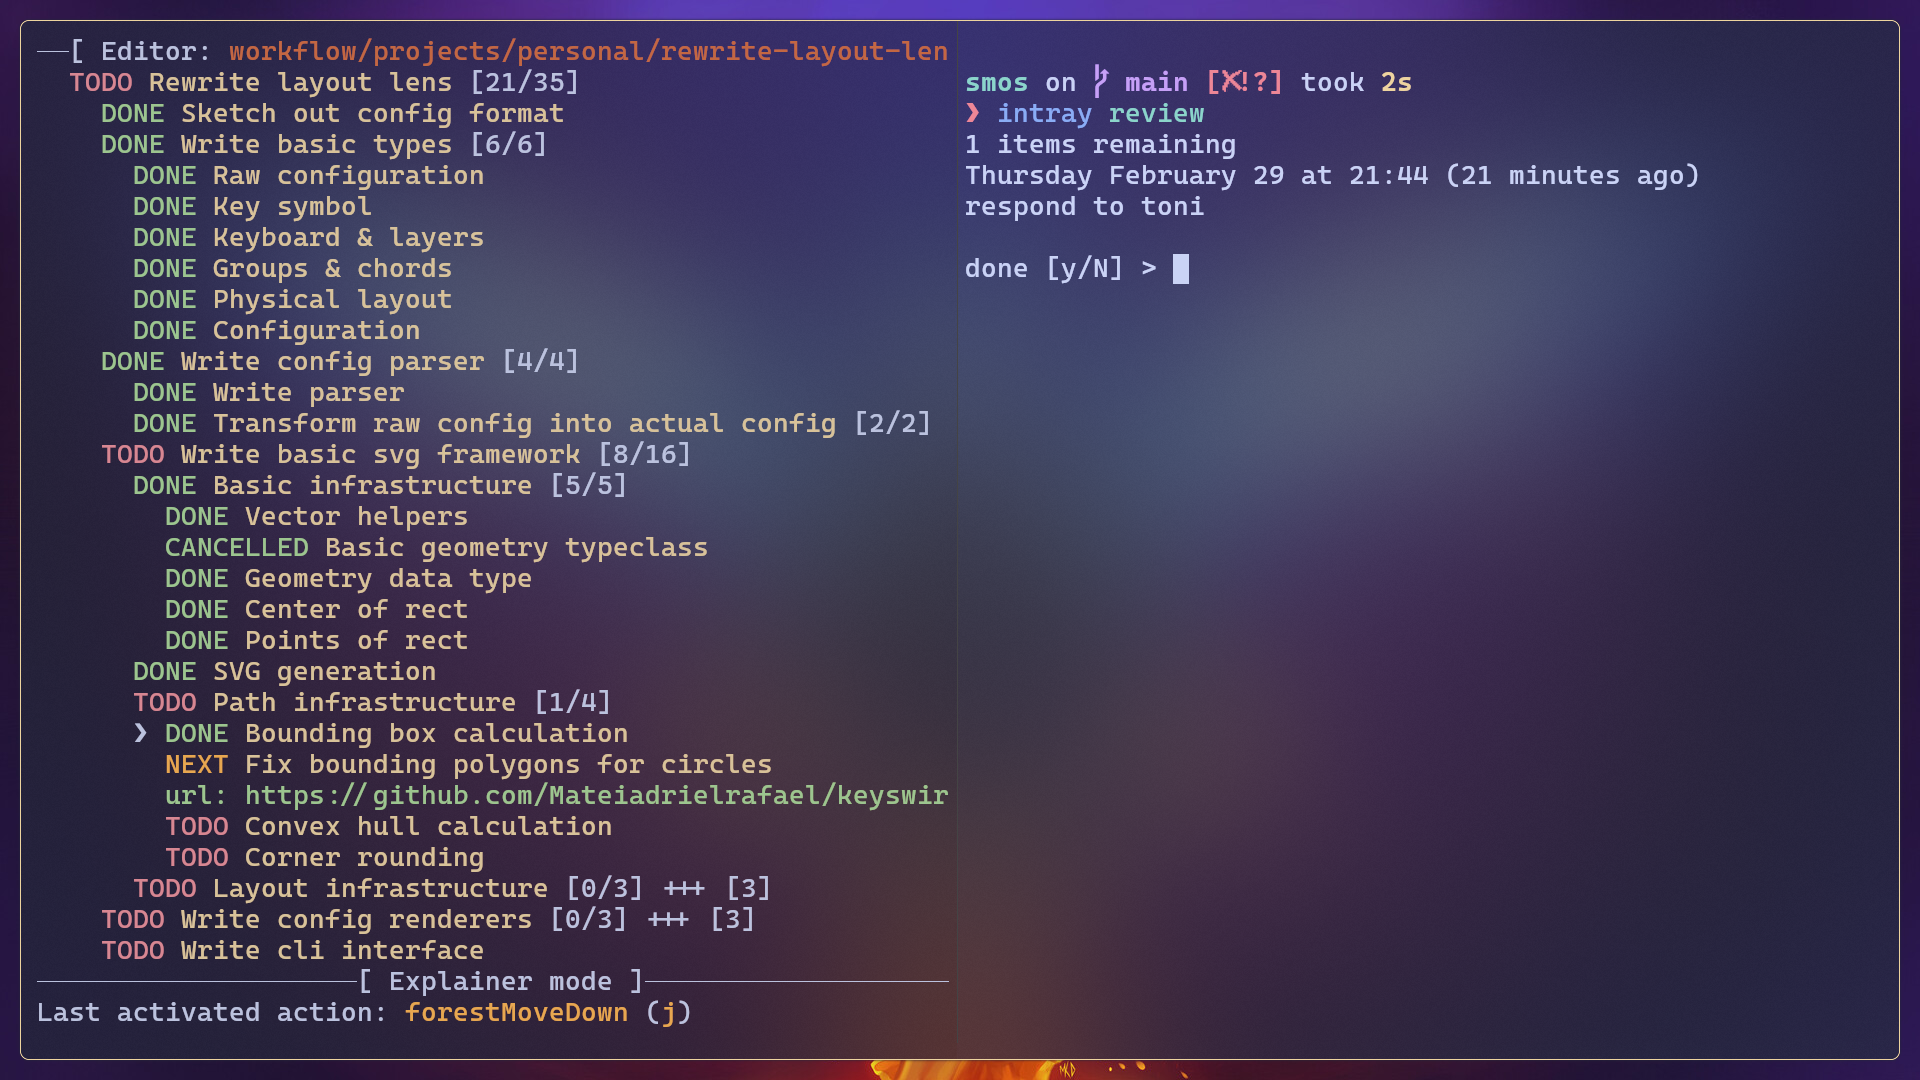 [ Editor: workflow/projects/personal/rewrite-layout-len
TODO Rewrite layout lens [21/35]
DONE Sketch out config format
DONE Write basic types [6/6]
DONE Raw configuration
DONE Key symbol
DONE Keyboard & layers
DONE Groups & chords
DONE Physical layout
DONE Configuration
DONE Write config parser [4/4]
DONE Write parser
DONE Transform raw config into actual config [2/2]
TODO Write basic svg framework [8/16]
DONE Basic infrastructure [5/5]
DONE Vector helpers
CANCELLED Basic geometry typeclass
DONE Geometry data type
DONE Center of rect
DONE Points of rect
DONE SVG generation
TODO Path infrastructure [1/4]
❯ DONE Bounding box calculation
NEXT Fix bounding polygons for circles
url: https://github.com/Mateiadrielrafael/keyswir
TODO Convex hull calculation
TODO Corner rounding
TODO Layout infrastructure [0/3] +++ [3]
TODO Write config renderers [0/3] +++ [3]
TODO Write cli interface
[ Explainer mode ]
Last activated action: forestMoveDown (j)
smos on main [✘!?] took 2s
❯ intray review
1 items remaining
Thursday February 29 at 21:44 (21 minutes ago)
respond to toni
done [y/N] >
MKD